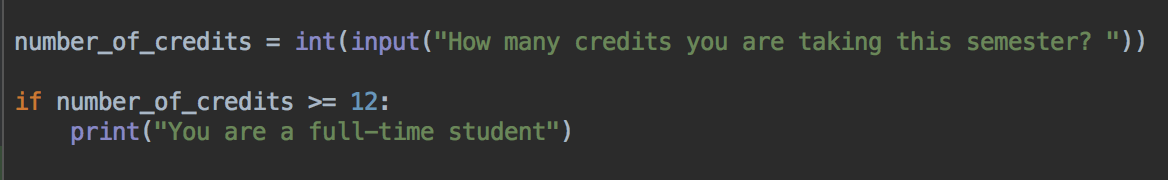 number_of_credits = int(input("How many credits you are taking this semester? "))
if number_of_credits >= 12:
    print("You are a full-time student")